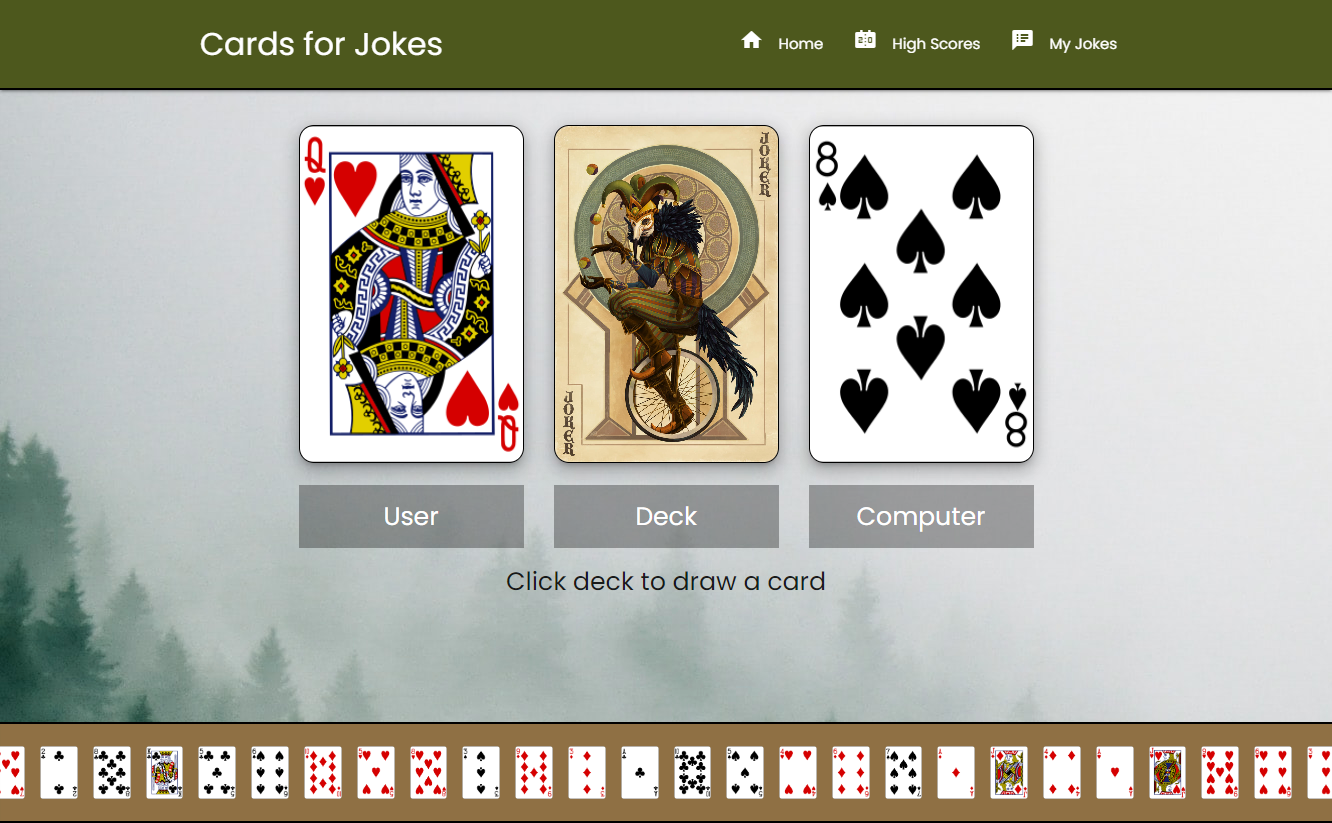 Cards for Jokes
Home
High Scores
My Jokes
Q
JOKER
8
JOKER
Q
8
User
Deck
Computer
Click deck to draw a card